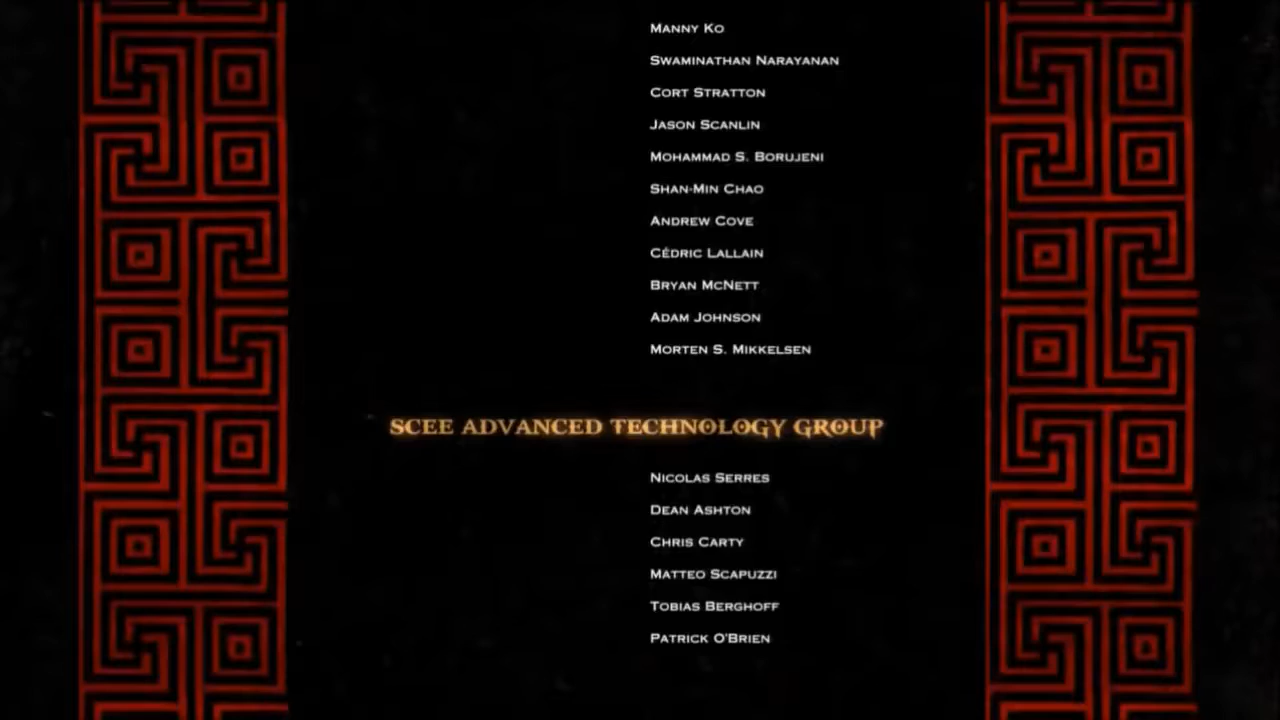 Manny Ko
Swaminathan Narayanan
Cort Stratton
Jason Scanlin
Mohammad S. Borujeni
Shan-Min Chao
Andrew Cove
Cédric Lallain
Bryan McNett
Adam Johnson
Morten S. Mikkelsen
SCEE ADVANCED TECHNOLOGY GROUP
Nicolas Serres
Dean Ashton
Chris Carty
Matteo Scapuzzi
Tobias Berghoff
Patrick O'Brien